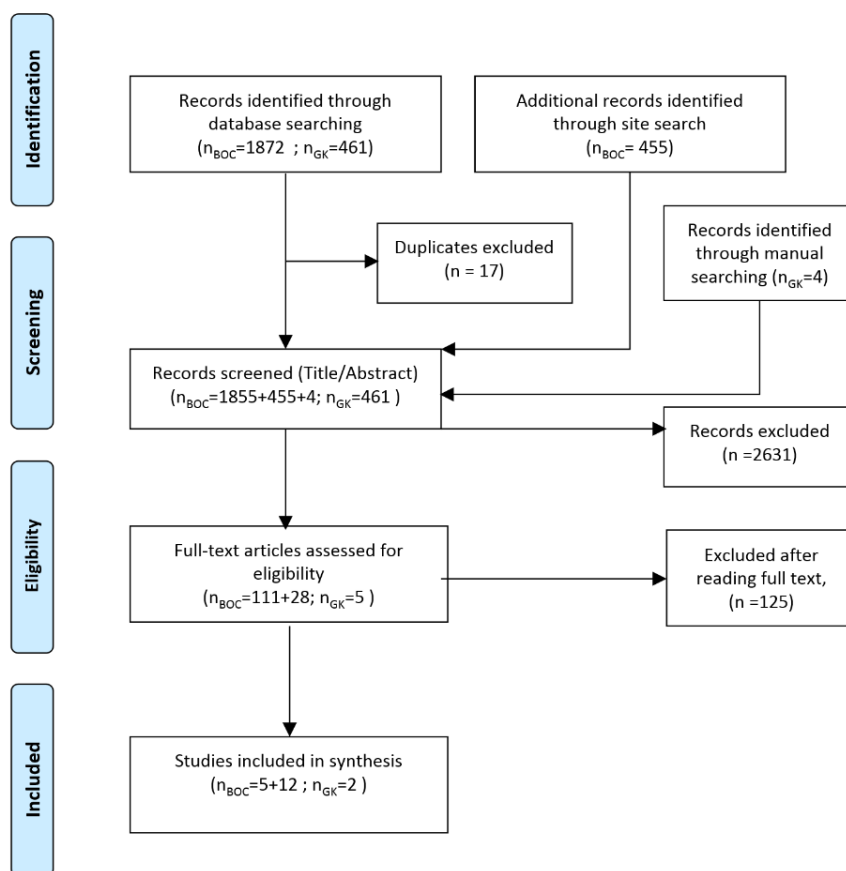 Identification
Records identified through
database searching
(nBOC=1872 ; nGK=461)
Additional records identified
through site search
(nBOC= 455)
Screening
Duplicates excluded
(n = 17)
Records identified
through manual
searching (nGK=4)
Records screened (Title/Abstract)
(nBOC=1855+455+4; nGK=461 )
Records excluded
(n =2631)
Eligibility
Full-text articles assessed for
eligibility
(nBOC=111+28; nGK=5 )
Excluded after
reading full text,
(n =125)
Included
Studies included in synthesis
(nBOC=5+12 ; nGK=2 )